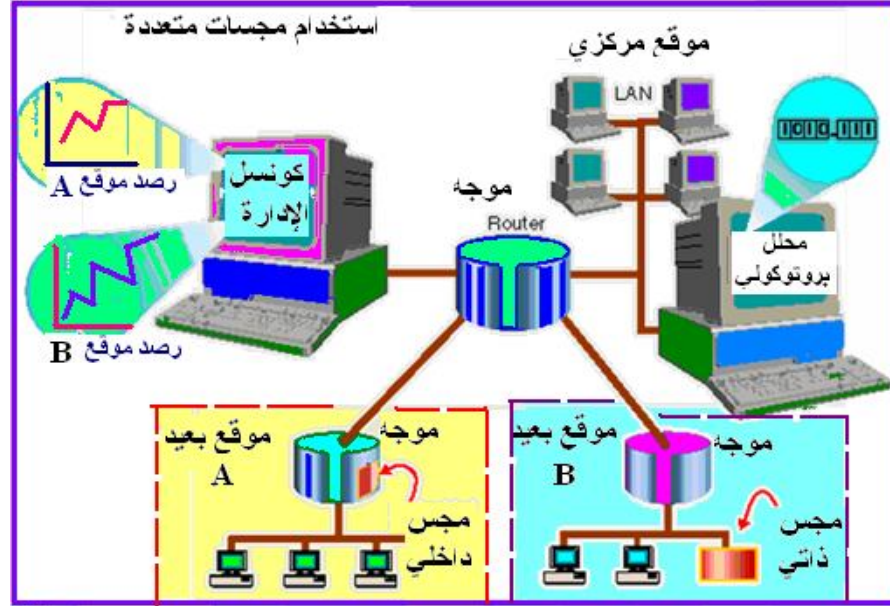 استخدام مجسات متعددة
موقع مركزي
LAN
رصد موقع A
كونسل
الإدارة
موجه
Router
محلل
بروتوكولي
رصد موقع B
موقع بعيد
A
موجه
مجس
داخلي
موقع بعيد
B
موجه
مجس
ذاتي